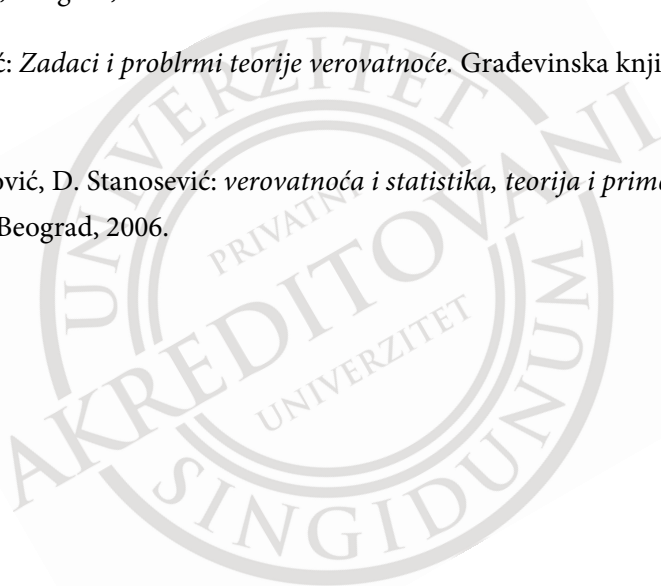 ć: Zadaci i problrmi teorije verovatnoće. Građevinska knji
ović, D. Stanosević: verovatnoća i statistika, teorija i prime
Beograd, 2006.
UNIVERZITET
SINGIDUNUM
PRIVATNI
AKREDITOVANI
UNIVERZITET